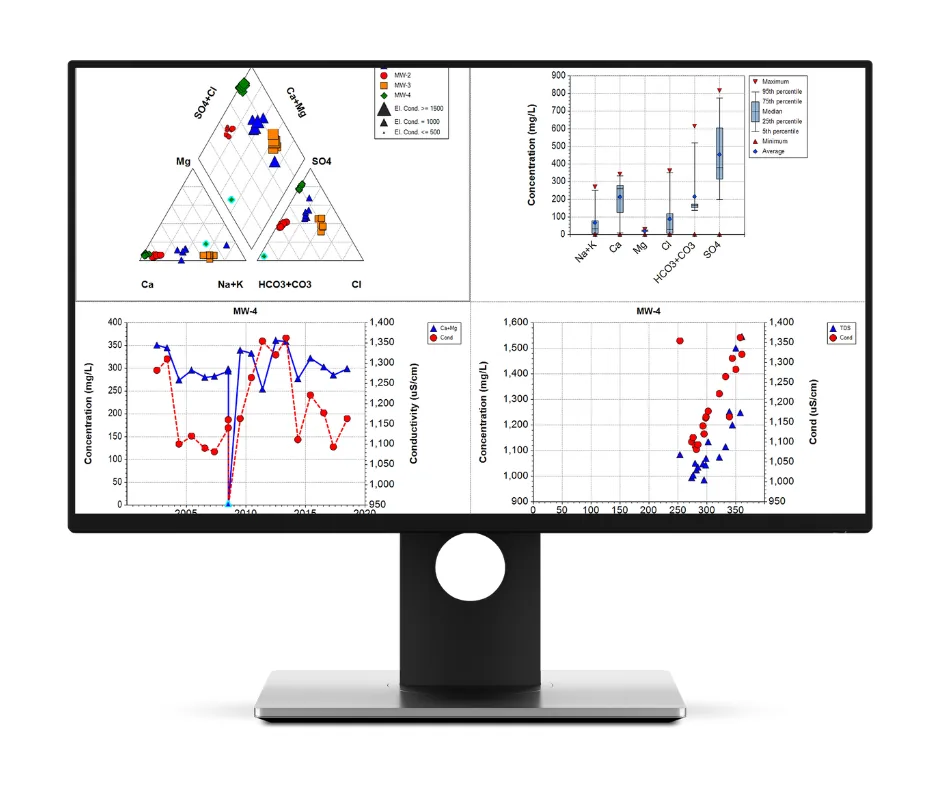 MW-2
MW-3
MW-4
El. Cond. >= 1500
El. Cond. = 1000
El. Cond. <= 500
SO4+Cl
Ca+Mg
Mg
SO4
Ca
Na+K
HCO3+CO3
Cl
Concentration (mg/L)
900
800
700
600
500
400
300
200
100
0
Na+K
Ca
Mg
Cl
HCO3+CO3
SO4
Maximum
95th percentile
75th percentile
Median
25th percentile
5th percentile
Minimum
Average
MW-4
Concentration (mg/L)
400
350
300
250
200
150
100
50
0
2005
2010
2015
2020
1,400
1,350
1,300
1,250
1,200
1,150
1,100
1,050
1,000
950
Conductivity (uS/cm)
Ca+Mg
Cond
MW-4
Concentration (mg/L)
1,600
1,500
1,400
1,300
1,200
1,100
1,000
900
0 50 100 150 200 250 300 350
1,400
1,350
1,300
1,250
1,200
1,150
1,100
1,050
1,000
950
Cond (uS/cm)
TDS
Cond